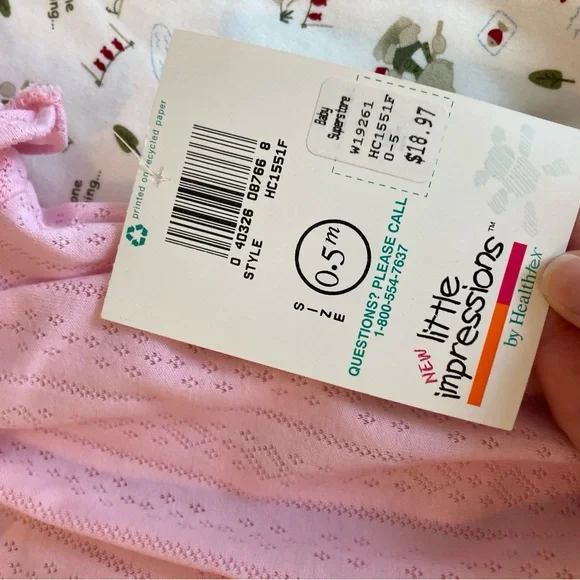 printed on recycled paper
0 40326 08766 8
STYLE HC1551F
SIZE
0.5m
QUESTIONS? PLEASE CALL
1-800-554-7637
Baby
Superstore
W19261
HC1551F
0-5
$18.97
NEW little
impressions™
by Healthtex
one
...